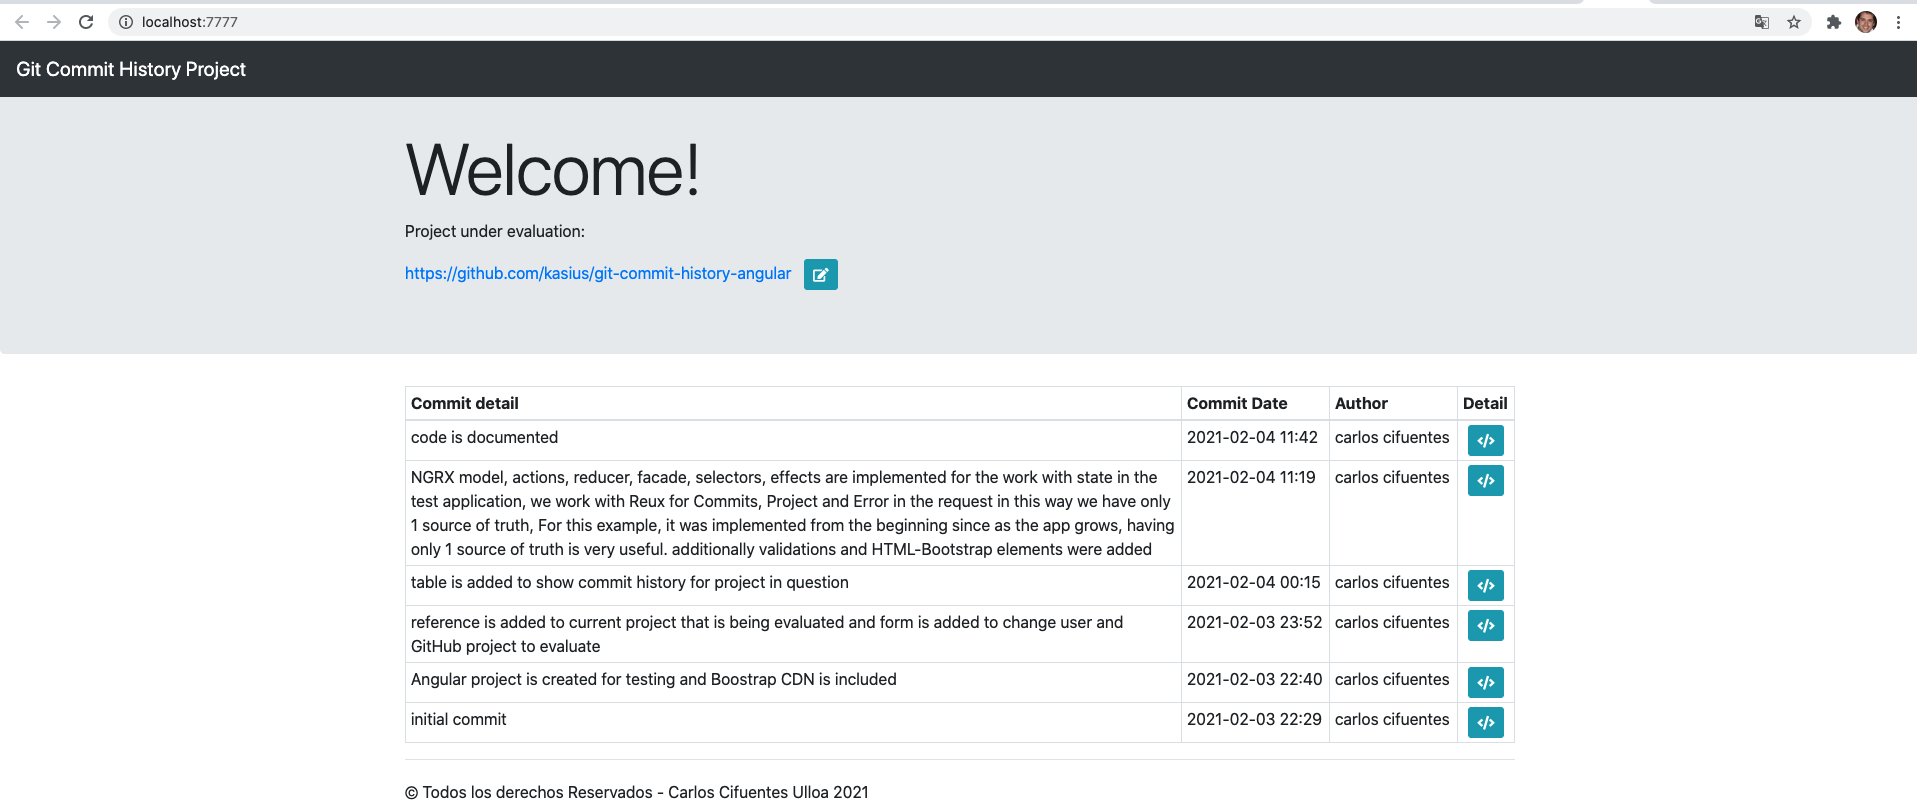 localhost:7777
Git Commit History Project
Welcome!
Project under evaluation:
https://github.com/kasius/git-commit-history-angular
Commit detail Commit Date Author Detail
code is documented 2021-02-04 11:42 carlos cifuentes
NGRX model, actions, reducer, facade, selectors, effects are implemented for the work with state in the 2021-02-04 11:19 carlos cifuentes
test application, we work with Reux for Commits, Project and Error in the request in this way we have only
1 source of truth, For this example, it was implemented from the beginning since as the app grows, having
only 1 source of truth is very useful. additionally validations and HTML-Bootstrap elements were added
table is added to show commit history for project in question 2021-02-04 00:15 carlos cifuentes
reference is added to current project that is being evaluated and form is added to change user and 2021-02-03 23:52 carlos cifuentes
GitHub project to evaluate
Angular project is created for testing and Boostrap CDN is included 2021-02-03 22:40 carlos cifuentes
initial commit 2021-02-03 22:29 carlos cifuentes
© Todos los derechos Reservados - Carlos Cifuentes Ulloa 2021